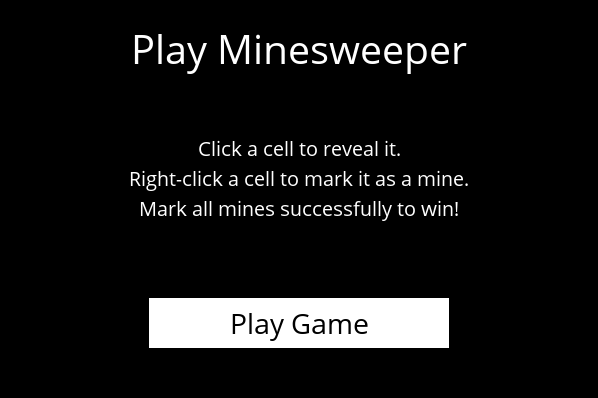 Play Minesweeper
Click a cell to reveal it.
Right-click a cell to mark it as a mine.
Mark all mines successfully to win!
Play Game